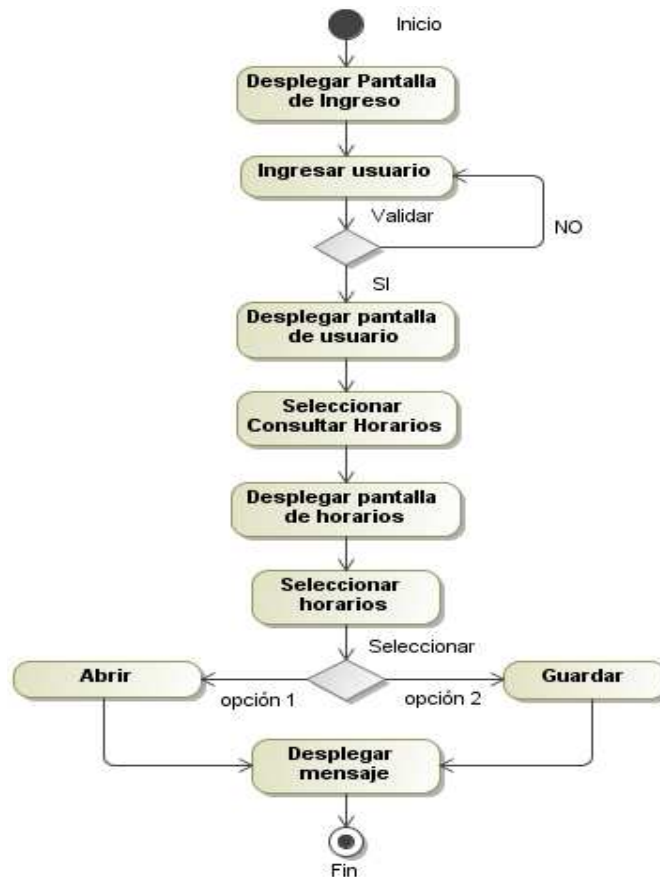 Inicio
Desplegar Pantalla
de Ingreso
Ingresar usuario
Validar
NO
SI
Desplegar pantalla
de usuario
Seleccionar
Consultar Horarios
Desplegar pantalla
de horarios
Seleccionar
horarios
Seleccionar
Abrir
opción 1
opción 2
Guardar
Desplegar
mensaje
Fin